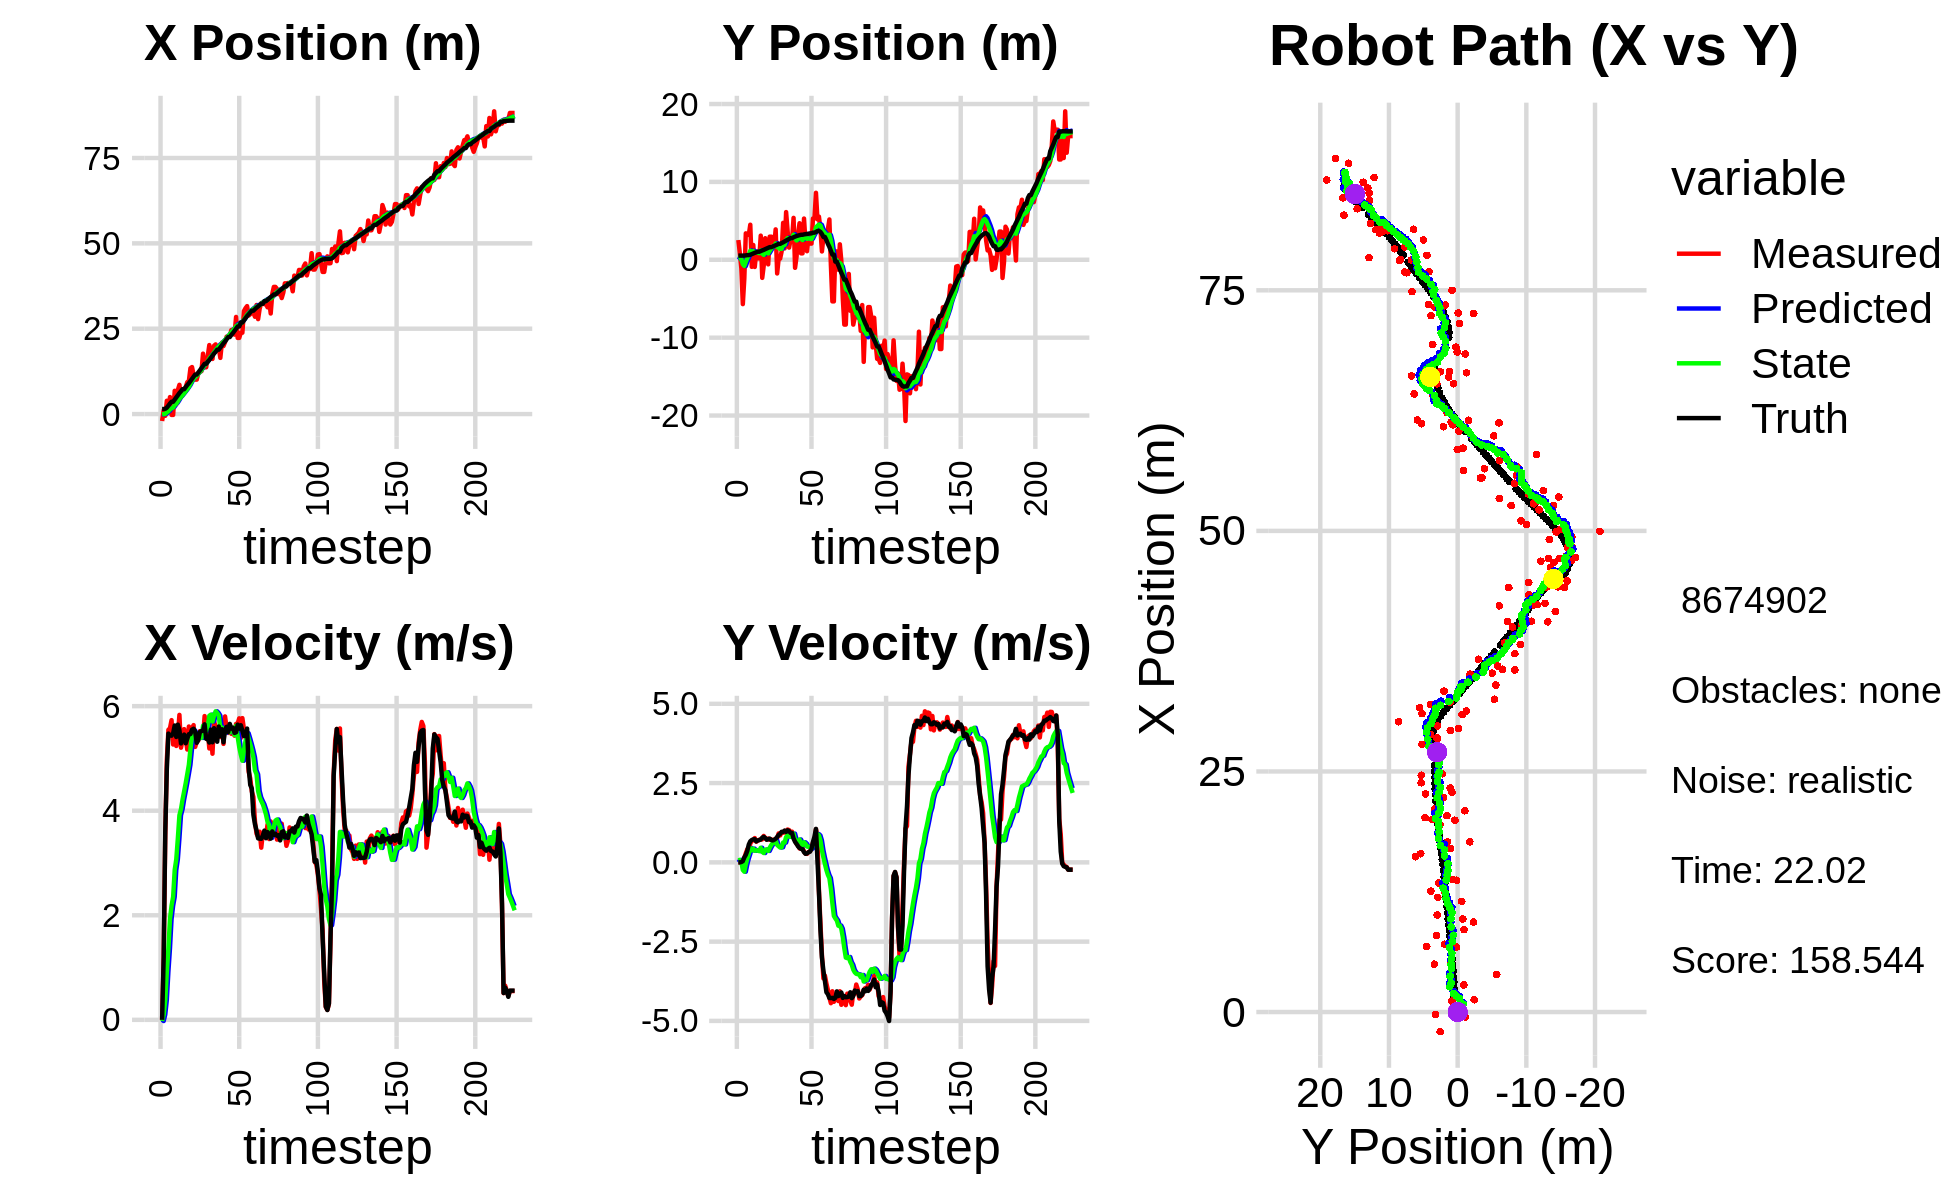 X Position (m)
75
50
25
0
0 50 100 150 200
timestep
Y Position (m)
20
10
0
-10
-20
0 50 100 150 200
timestep
X Velocity (m/s)
6
4
2
0
0 50 100 150 200
timestep
Y Velocity (m/s)
5.0
2.5
0.0
-2.5
-5.0
0 50 100 150 200
timestep
Robot Path (X vs Y)
X Position (m)
75
50
25
0
20 10 0 -10 -20
Y Position (m)
variable
Measured
Predicted
State
Truth
8674902
Obstacles: none
Noise: realistic
Time: 22.02
Score: 158.544